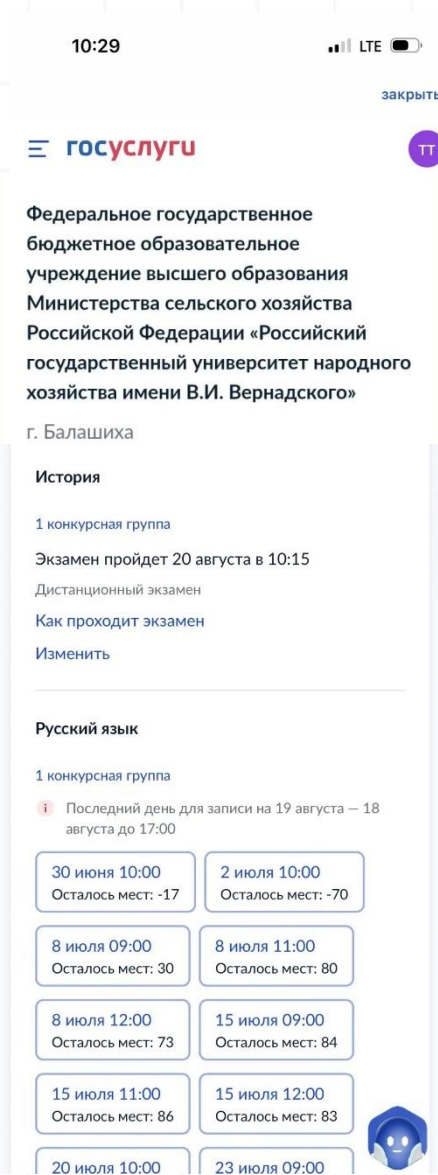 10:29
LTE
закрыть
госуслуги
ТТ
Федеральное государственное
бюджетное образовательное
учреждение высшего образования
Министерства сельского хозяйства
Российской Федерации «Российский
государственный университет народного
хозяйства имени В.И. Вернадского»
г. Балашиха
История
1 конкурсная группа
Экзамен пройдет 20 августа в 10:15
Дистанционный экзамен
Как проходит экзамен
Изменить
Русский язык
1 конкурсная группа
Последний день для записи на 19 августа — 18
августа до 17:00
30 июня 10:00
Осталось мест: -17
2 июля 10:00
Осталось мест: -70
8 июля 09:00
Осталось мест: 30
8 июля 11:00
Осталось мест: 80
8 июля 12:00
Осталось мест: 73
15 июля 09:00
Осталось мест: 84
15 июля 11:00
Осталось мест: 86
15 июля 12:00
Осталось мест: 83
20 июля 10:00
23 июля 09:00